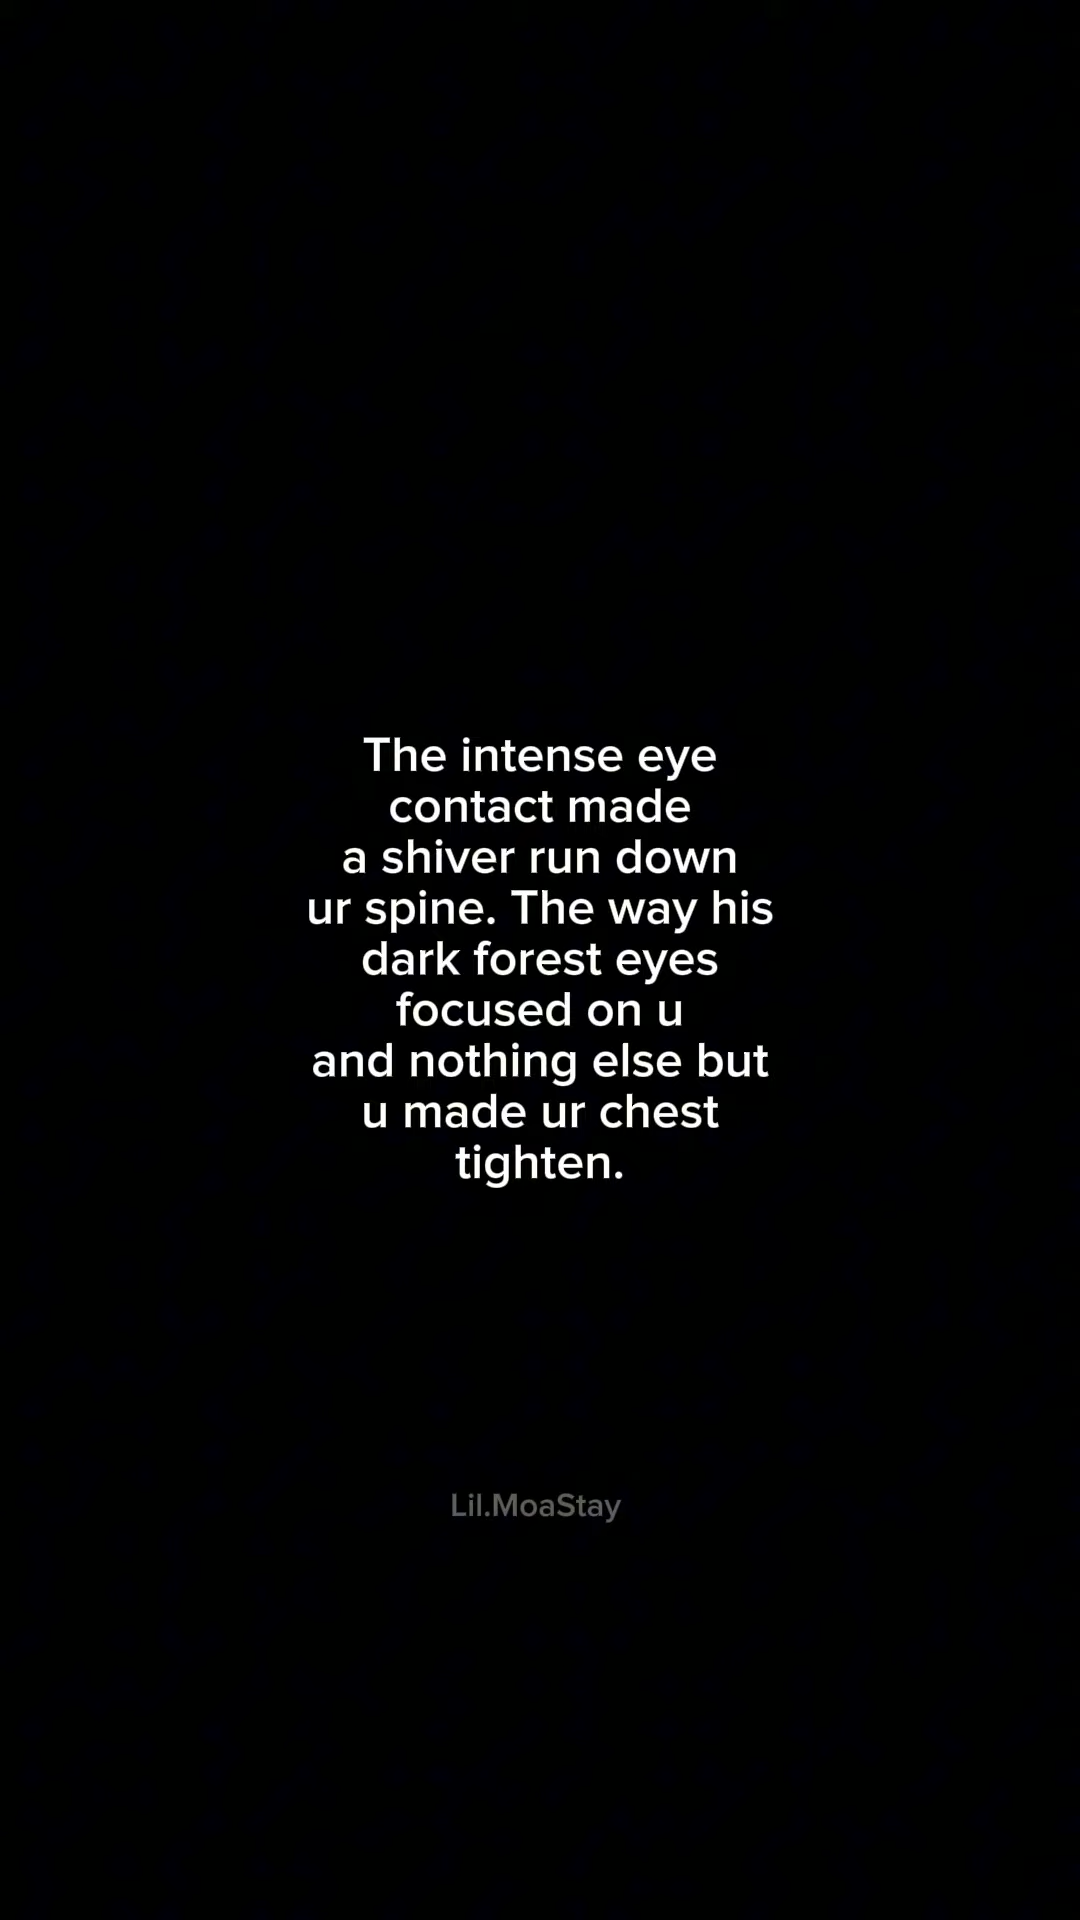 The intense eye
contact made
a shiver run down
ur spine. The way his
dark forest eyes
focused on u
and nothing else but
u made ur chest
tighten.
Lil.MoaStay